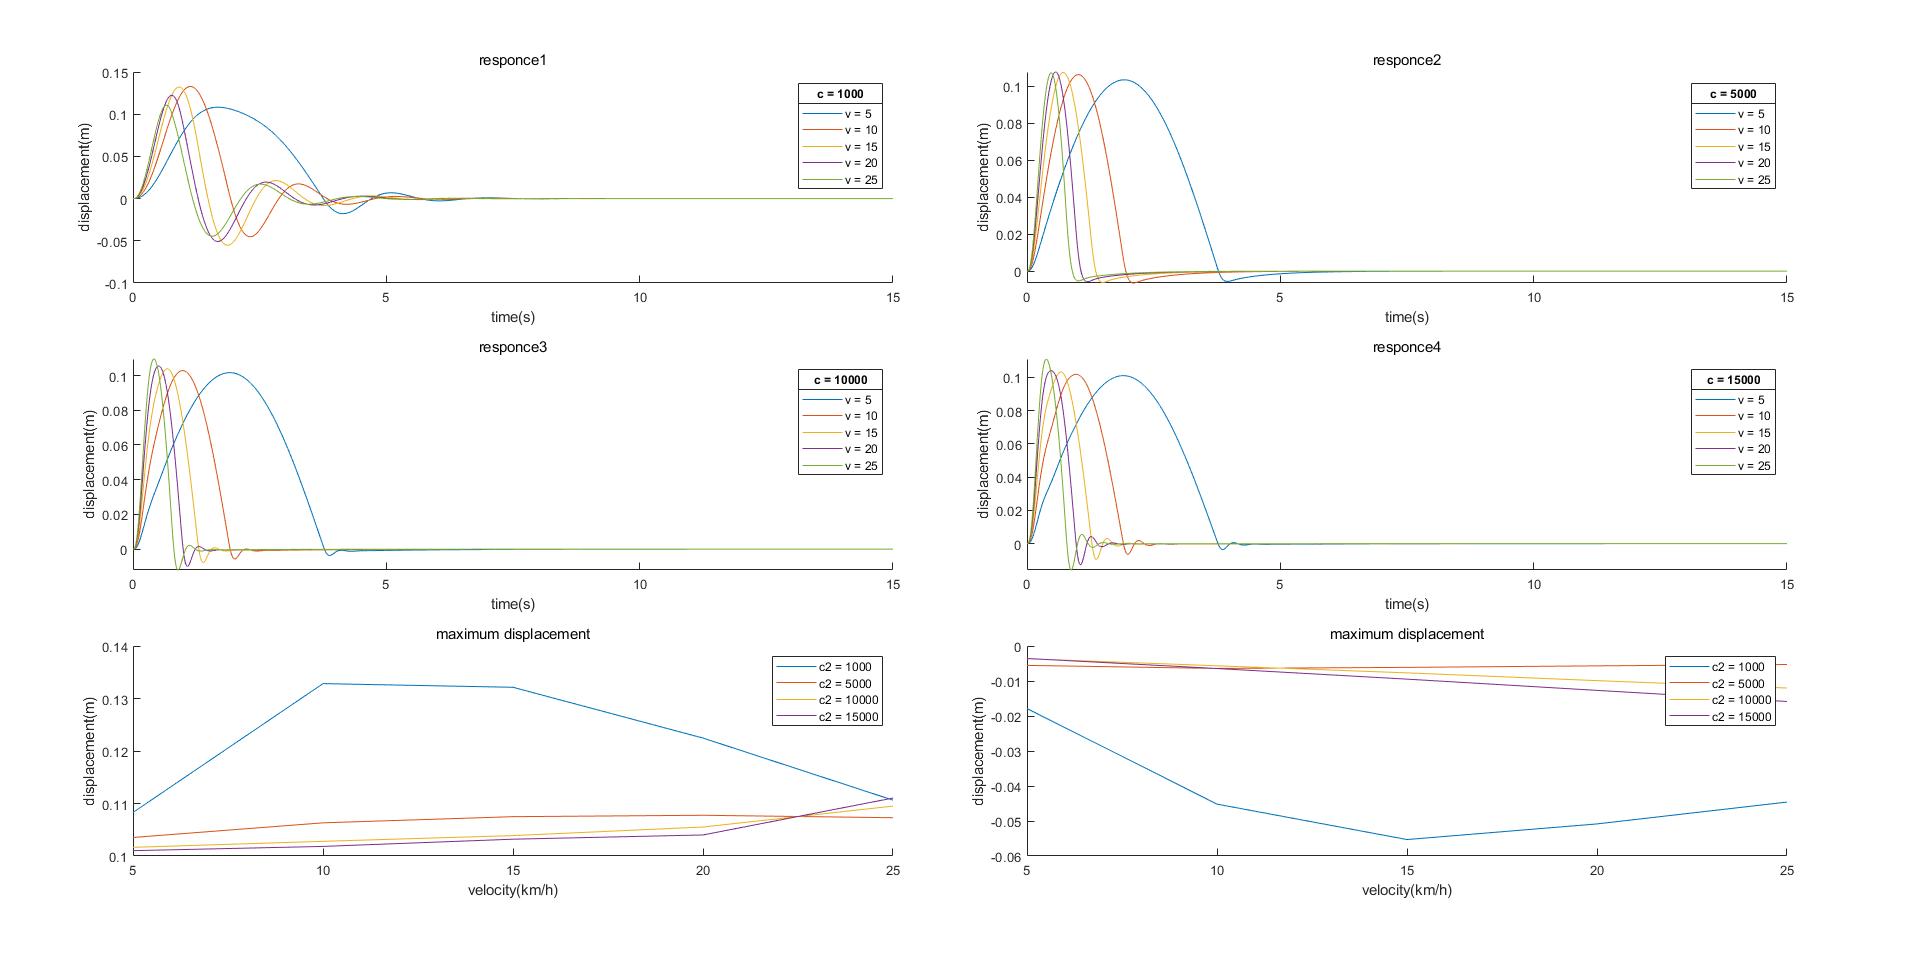 responce1
0.15
0.1
0.05
0
-0.05
-0.1
displacement(m)
0 5 10 15
time(s)
c = 1000
v = 5
v = 10
v = 15
v = 20
v = 25
responce2
0.1
0.08
0.06
0.04
0.02
0
displacement(m)
0 5 10 15
time(s)
c = 5000
v = 5
v = 10
v = 15
v = 20
v = 25
responce3
0.1
0.08
0.06
0.04
0.02
0
displacement(m)
0 5 10 15
time(s)
c = 10000
v = 5
v = 10
v = 15
v = 20
v = 25
responce4
0.1
0.08
0.06
0.04
0.02
0
displacement(m)
0 5 10 15
time(s)
c = 15000
v = 5
v = 10
v = 15
v = 20
v = 25
maximum displacement
0.14
0.13
0.12
0.11
0.1
displacement(m)
5 10 15 20 25
velocity(km/h)
c2 = 1000
c2 = 5000
c2 = 10000
c2 = 15000
maximum displacement
0
-0.01
-0.02
-0.03
-0.04
-0.05
-0.06
displacement(m)
5 10 15 20 25
velocity(km/h)
c2 = 1000
c2 = 5000
c2 = 10000
c2 = 15000